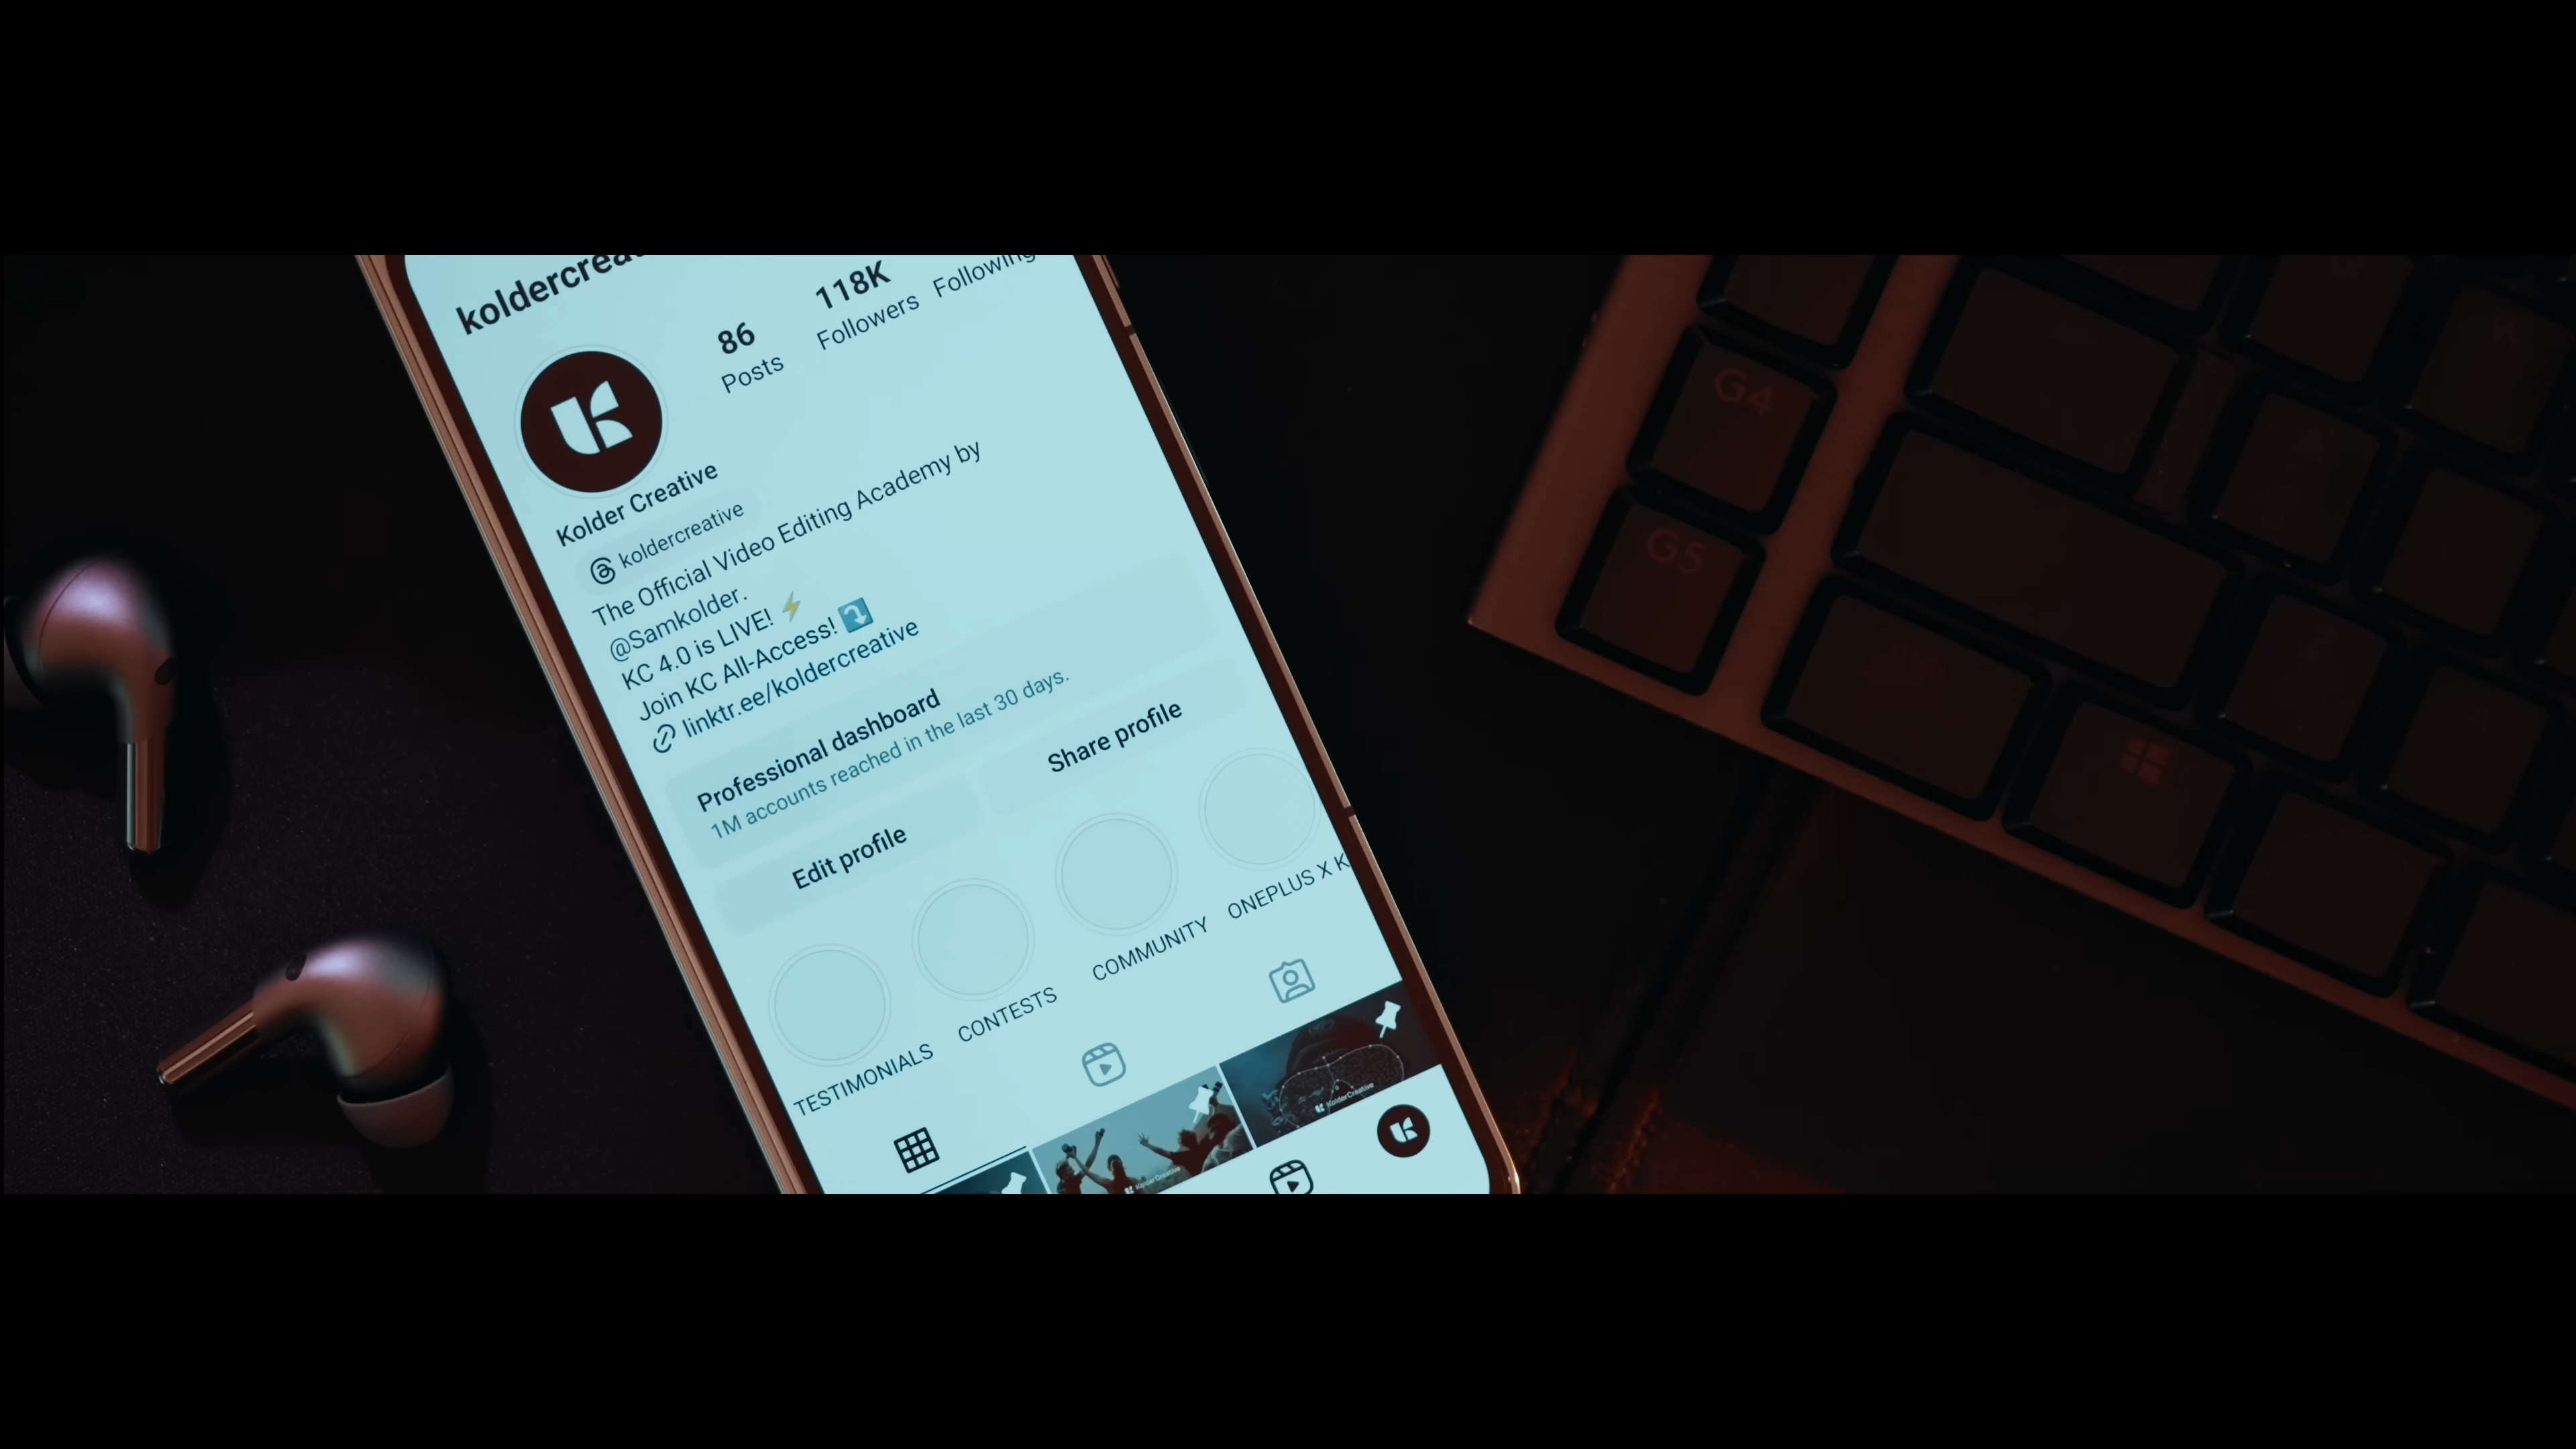 koldercrea
86
Posts
118K
Followers
Following
Kolder Creative
koldercreative
The Official Video Editing Academy by
@Samkolder.
KC 4.0 is LIVE! ⚡
Join KC All-Access! ⤵️
linktr.ee/koldercreative
Professional dashboard
1M accounts reached in the last 30 days.
Edit profile
Share profile
TESTIMONIALS
CONTESTS
COMMUNITY
ONEPLUS X K
KolderCreative
KolderCreative
G4
G5